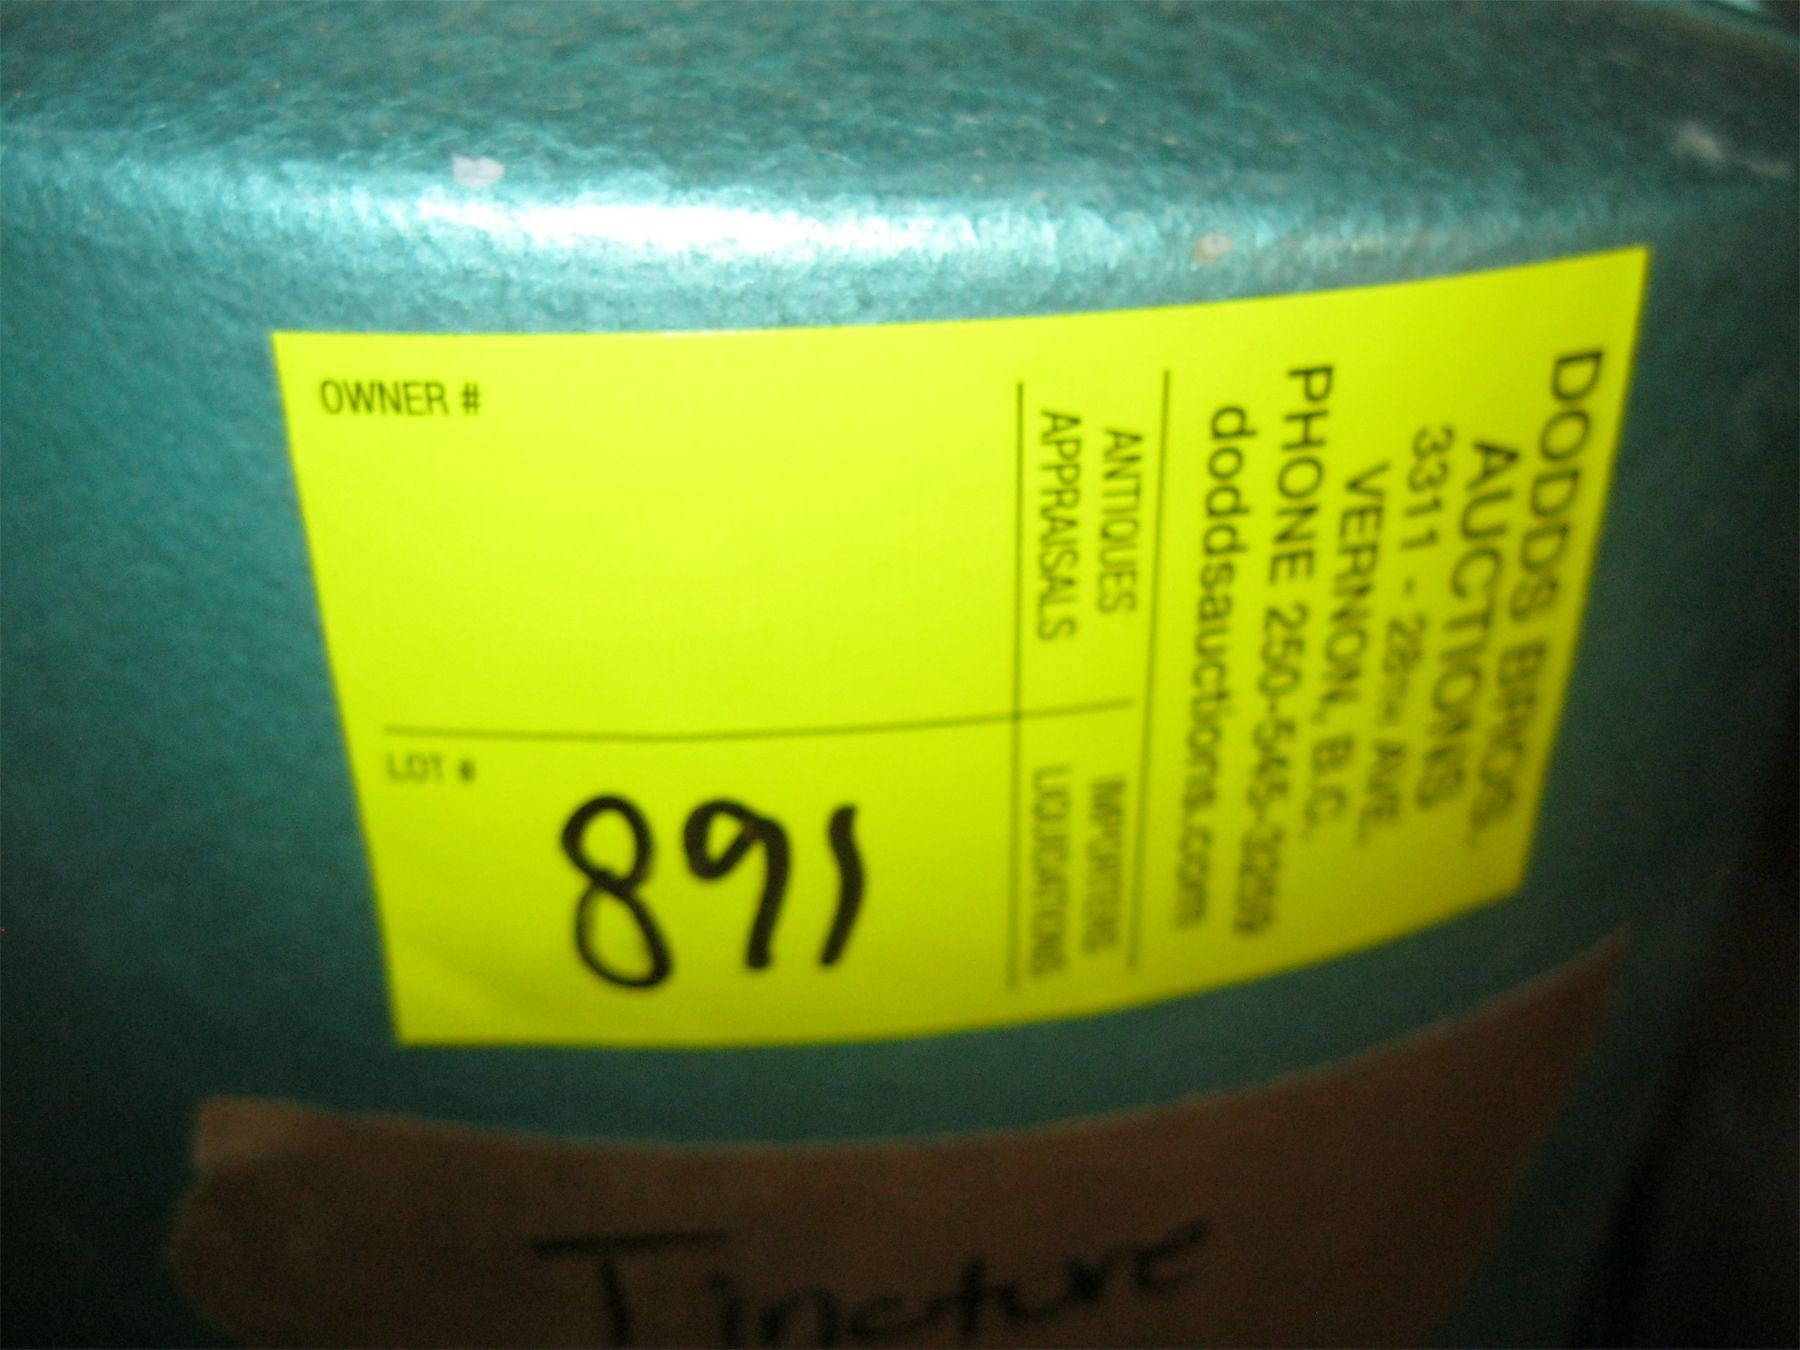 OWNER #
LOT #
891
DODDS BROS.
AUCTIONS
3311 - 28TH AVE.
VERNON, B.C.
PHONE 250-545-3259
doddsauctions.com
ANTIQUES IMPORTERS
APPRAISALS LIQUIDATIONS
Tincture